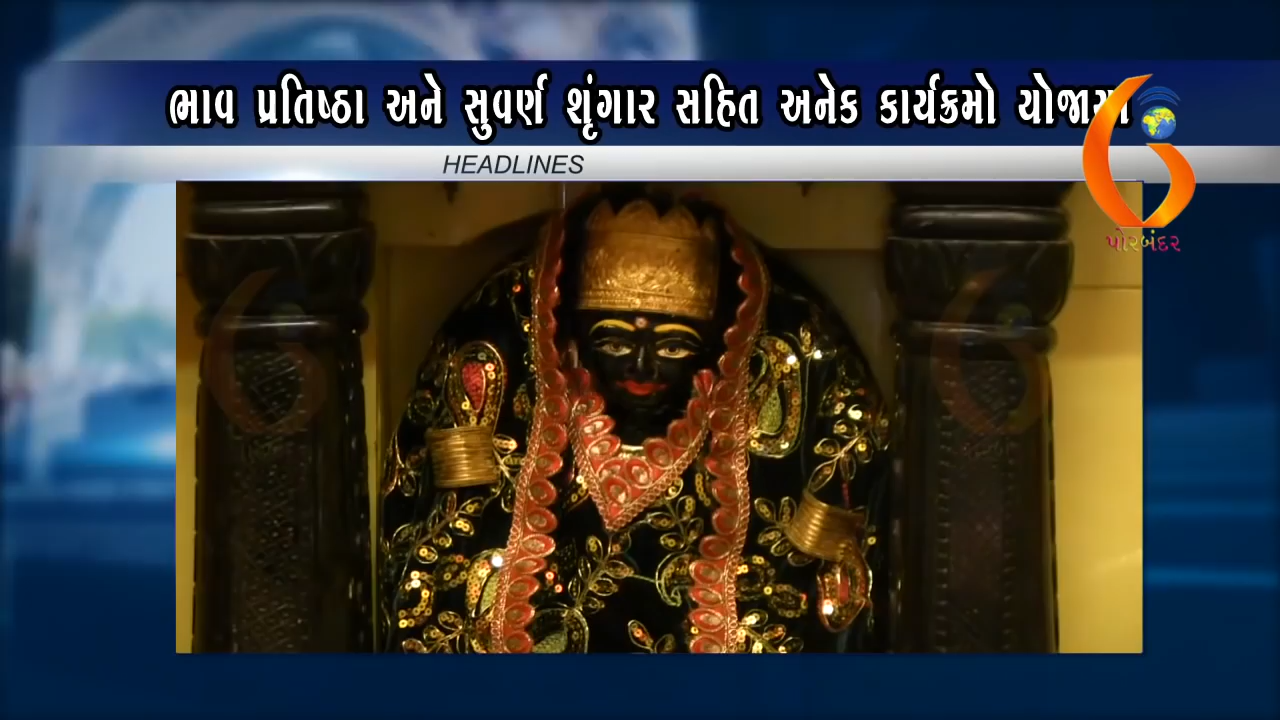 ભાવ પ્રતિષ્ઠા અને સુવર્ણ શૃંગાર સહિત અનેક કાર્યક્રમો યોજાયા
HEADLINES
પોરબંદર